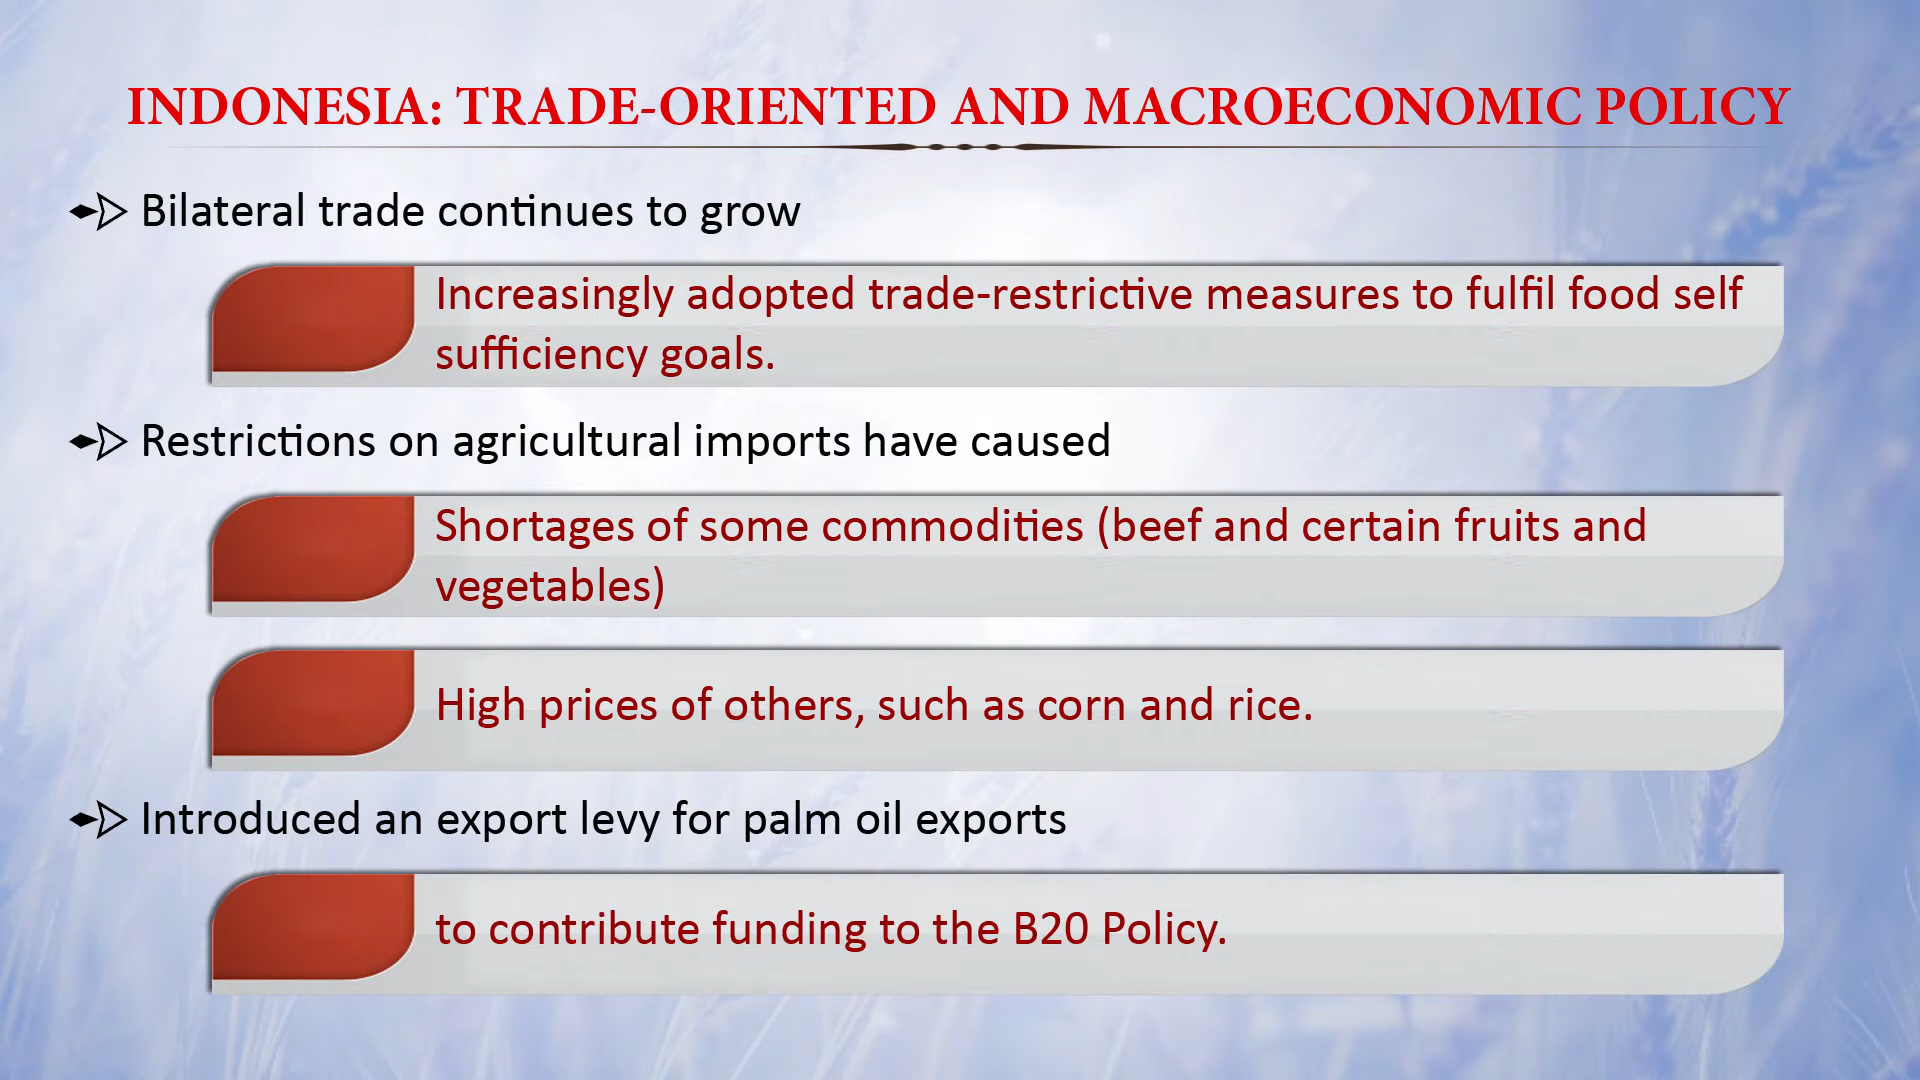 INDONESIA: TRADE-ORIENTED AND MACROECONOMIC POLICY
Bilateral trade continues to grow
Increasingly adopted trade-restrictive measures to fulfil food self
sufficiency goals.
Restrictions on agricultural imports have caused
Shortages of some commodities (beef and certain fruits and
vegetables)
High prices of others, such as corn and rice.
Introduced an export levy for palm oil exports
to contribute funding to the B20 Policy.